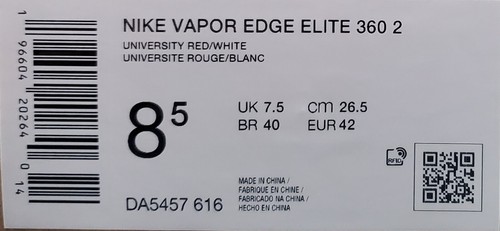 NIKE VAPOR EDGE ELITE 360 2
UNIVERSITY RED/WHITE
UNIVERSITE ROUGE/BLANC
8⁵
UK 7.5 cm 26.5
BR 40 EUR 42
MADE IN CHINA /
FABRIQUE EN CHINE /
FABRICADO NA CHINA /
HECHO EN CHINA
DA5457 616
RFID
1 96604 20264 0 14